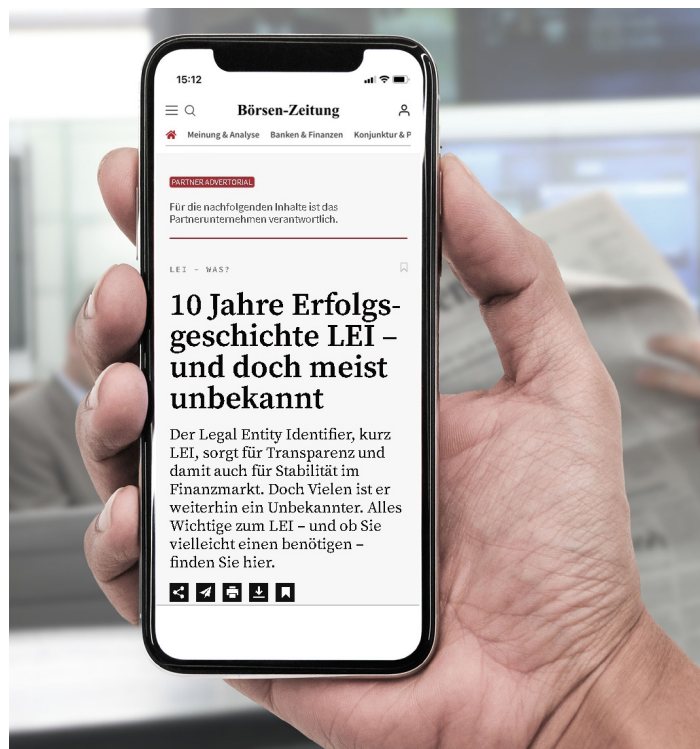 15:12
Börsen-Zeitung
Meinung & Analyse Banken & Finanzen Konjunktur & P
PARTNER ADVERTORIAL
Für die nachfolgenden Inhalte ist das
Partnerunternehmen verantwortlich.
LEI – WAS?
10 Jahre Erfolgs-
geschichte LEI –
und doch meist
unbekannt
Der Legal Entity Identifier, kurz
LEI, sorgt für Transparenz und
damit auch für Stabilität im
Finanzmarkt. Doch Vielen ist er
weiterhin ein Unbekannter. Alles
Wichtige zum LEI – und ob Sie
vielleicht einen benötigen –
finden Sie hier.